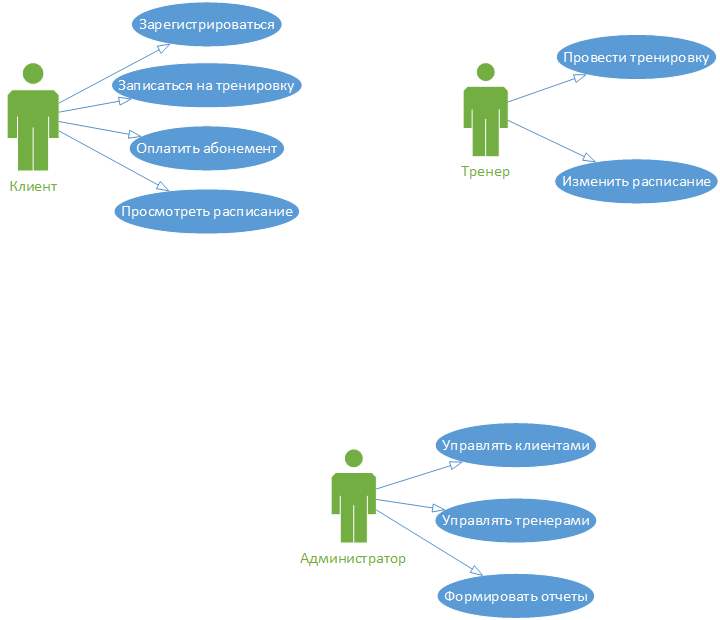 Зарегистрироваться
Записаться на тренировку
Оплатить абонемент
Просмотреть расписание
Клиент
Провести тренировку
Изменить расписание
Тренер
Управлять клиентами
Управлять тренерами
Формировать отчеты
Администратор